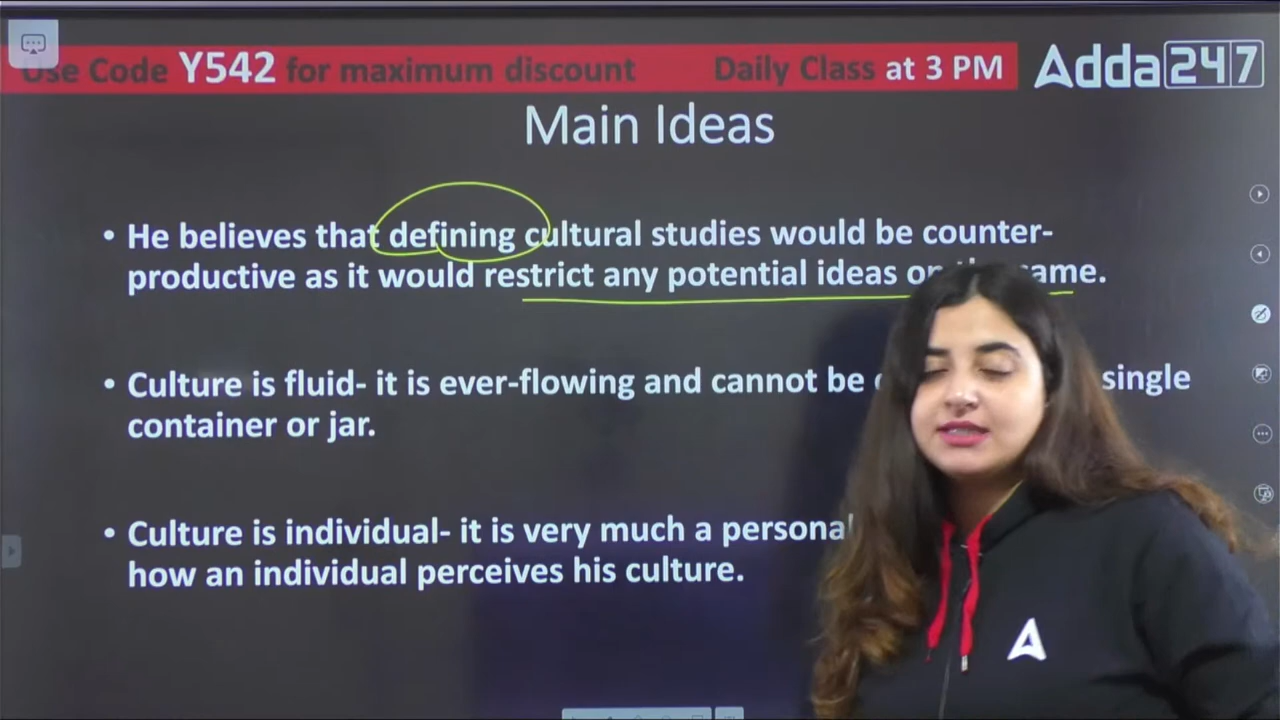 Use Code Y542 for maximum discount Daily Class at 3 PM Adda247
Main Ideas
• He believes that defining cultural studies would be counter-
productive as it would restrict any potential ideas on same.
• Culture is fluid- it is ever-flowing and cannot be single
container or jar.
• Culture is individual- it is very much a personal
how an individual perceives his culture.